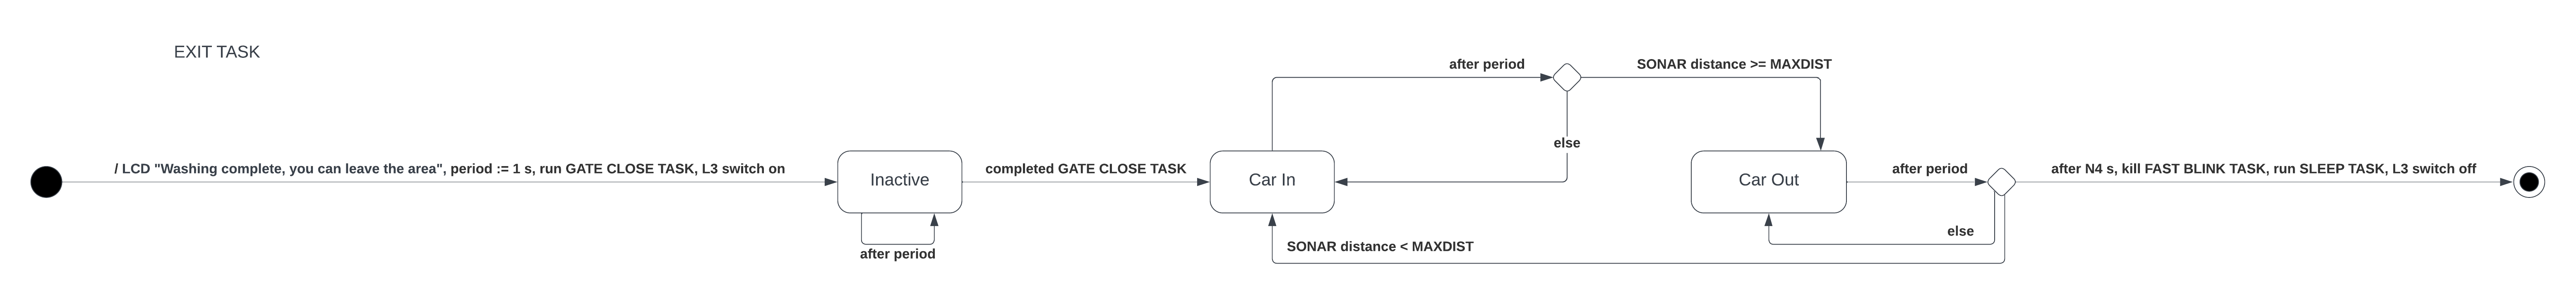 EXIT TASK
after period
SONAR distance >= MAXDIST
else
/ LCD "Washing complete, you can leave the area", period := 1 s, run GATE CLOSE TASK, L3 switch on
Inactive
completed GATE CLOSE TASK
Car In
Car Out
after period
after N4 s, kill FAST BLINK TASK, run SLEEP TASK, L3 switch off
else
SONAR distance < MAXDIST
after period